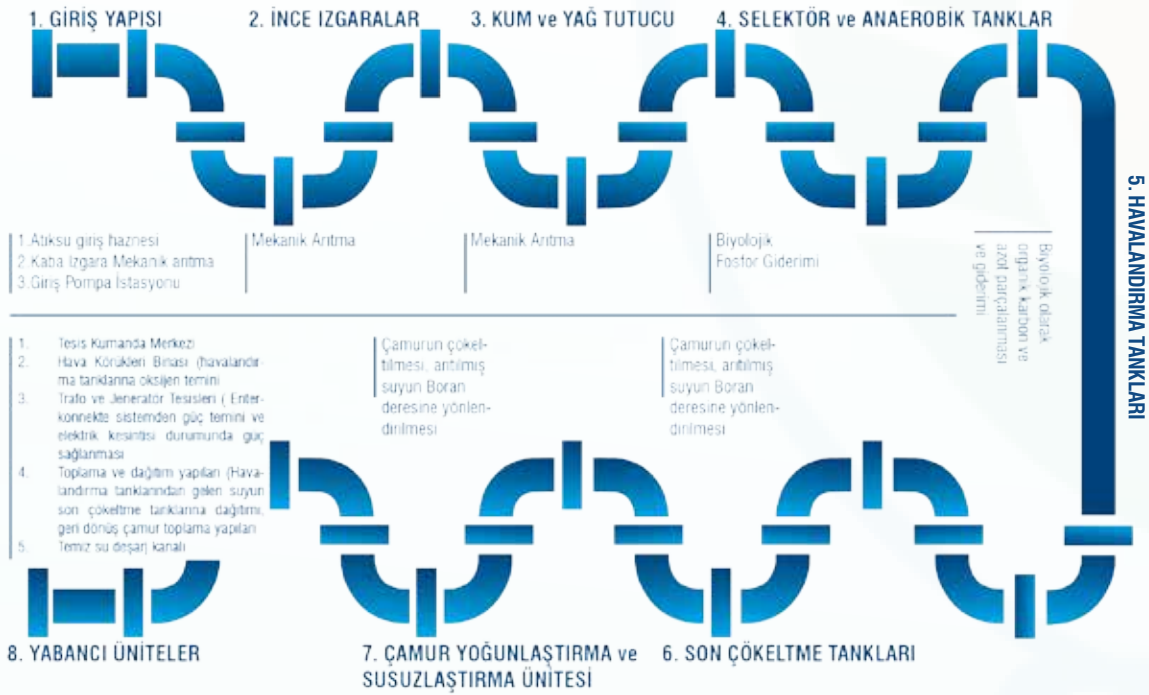 1. GİRİŞ YAPISI
2. İNCE IZGARALAR
3. KUM ve YAĞ TUTUCU
4. SELEKTÖR ve ANAEROBİK TANKLAR
1.Atıksu giriş haznesi
2.Kaba Izgara Mekanik arıtma
3.Giriş Pompa İstasyonu
Mekanik Arıtma
Mekanik Arıtma
Biyolojik
Fosfor Giderimi
5. HAVALANDIRMA TANKLARI
Biyolojik olarak
organik karbon ve
azot parçalanması
ve giderimi
1. Tesis Kumanda Merkezi
2. Hava Körükleri Binası (havalandır-
ma tanklarına oksijen temini
3. Trafo ve Jeneratör Tesisleri ( Enter-
konnekte sistemden güç temini ve
elektrik kesintisi durumunda güç
sağlanması
4. Toplama ve dağıtım yapıları (Hava-
landırma tanklarından gelen suyun
son çökeltme tanklarına dağıtımı,
geri dönüş çamur toplama yapıları
5. Temiz su deşarj kanalı
Çamurun çökel-
tilmesi, arıtılmış
suyun Boran
deresine yönlen-
dirilmesi
Çamurun çökel-
tilmesi, arıtılmış
suyun Boran
deresine yönlen-
dirilmesi
8. YABANCI ÜNİTELER
7. ÇAMUR YOĞUNLAŞTIRMA ve
SUSUZLAŞTIRMA ÜNİTESİ
6. SON ÇÖKELTME TANKLARI